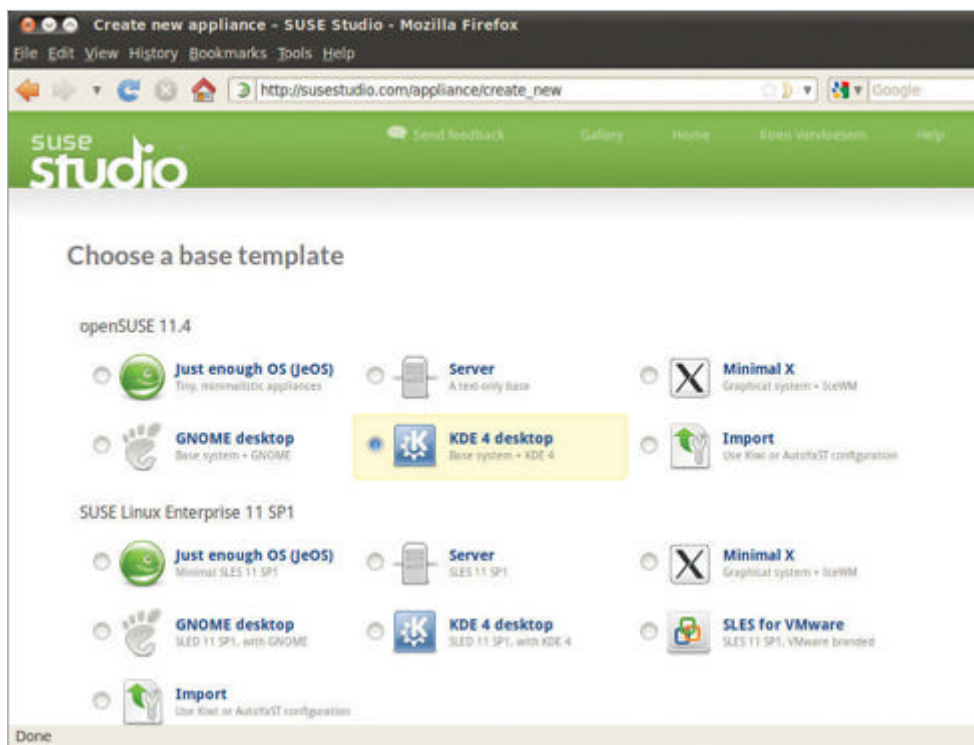 Create new appliance - SUSE Studio - Mozilla Firefox
File Edit View History Bookmarks Tools Help
http://susestudio.com/appliance/create_new
Google
suse
studio
Send feedback Gallery Home Koen Vervloesem Help
Choose a base template
openSUSE 11.4
Just enough OS (JeOS)
Tiny, minimalistic appliances
Server
A text-only base
Minimal X
Graphical system + IceWM
GNOME desktop
Base system + GNOME
KDE 4 desktop
Base system + KDE 4
Import
Use Kiwi or AutoYaST configuration
SUSE Linux Enterprise 11 SP1
Just enough OS (JeOS)
Minimal SLES 11 SP1
Server
SLES 11 SP1
Minimal X
Graphical system + IceWM
GNOME desktop
SLED 11 SP1, with GNOME
KDE 4 desktop
SLED 11 SP1, with KDE 4
SLES for VMware
SLES 11 SP1, VMware branded
Import
Use Kiwi or AutoYaST configuration
Done